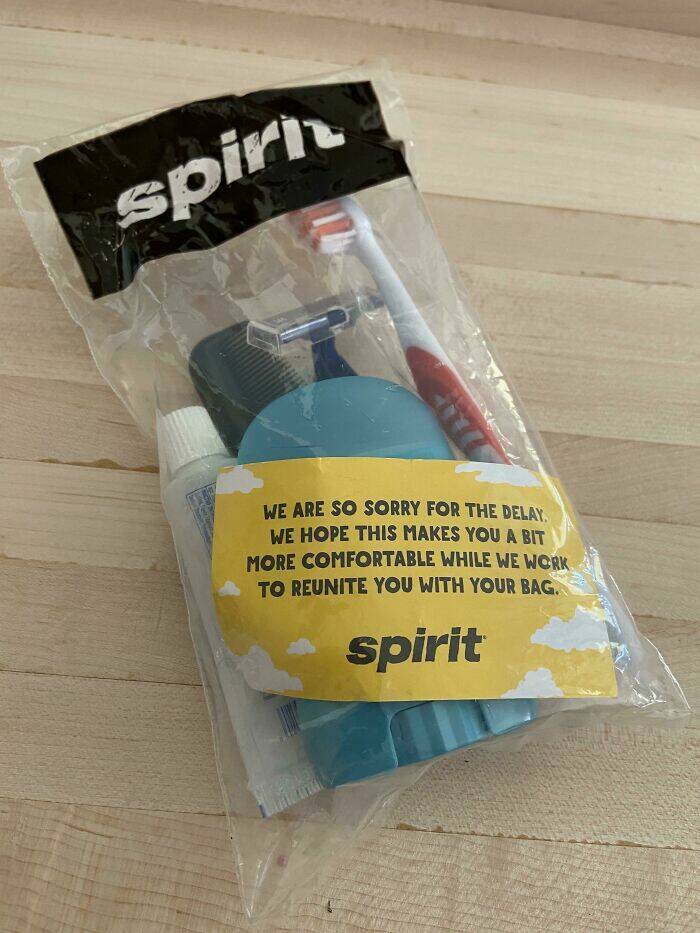 spirit
WE ARE SO SORRY FOR THE DELAY.
WE HOPE THIS MAKES YOU A BIT
MORE COMFORTABLE WHILE WE WORK
TO REUNITE YOU WITH YOUR BAG.
spirit